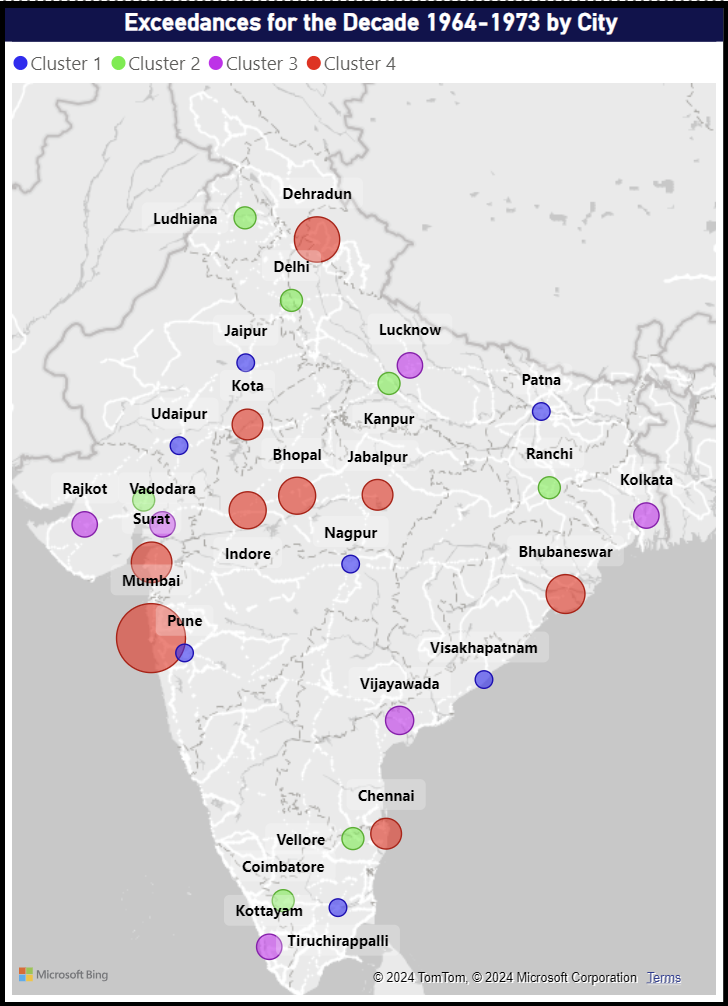 Exceedances for the Decade 1964-1973 by City
Cluster 1 Cluster 2 Cluster 3 Cluster 4
Dehradun
Ludhiana
Delhi
Jaipur
Lucknow
Kota
Patna
Udaipur
Kanpur
Bhopal
Jabalpur
Ranchi
Kolkata
Rajkot
Vadodara
Surat
Nagpur
Indore
Bhubaneswar
Mumbai
Pune
Visakhapatnam
Vijayawada
Chennai
Vellore
Coimbatore
Kottayam
Tiruchirappalli
Microsoft Bing
© 2024 TomTom, © 2024 Microsoft Corporation Terms